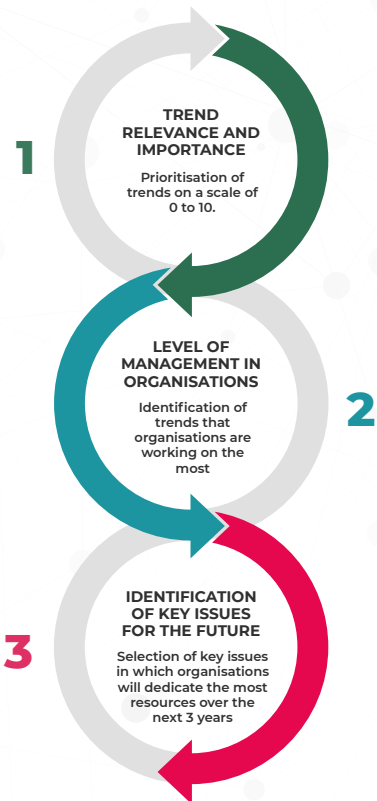 1
TREND
RELEVANCE AND
IMPORTANCE
Prioritisation of
trends on a scale of
0 to 10.
LEVEL OF
MANAGEMENT IN
ORGANISATIONS
Identification of
trends that
organisations are
working on the
most
2
IDENTIFICATION
OF KEY ISSUES
FOR THE FUTURE
3
Selection of key issues
in which organisations
will dedicate the most
resources over the
next 3 years